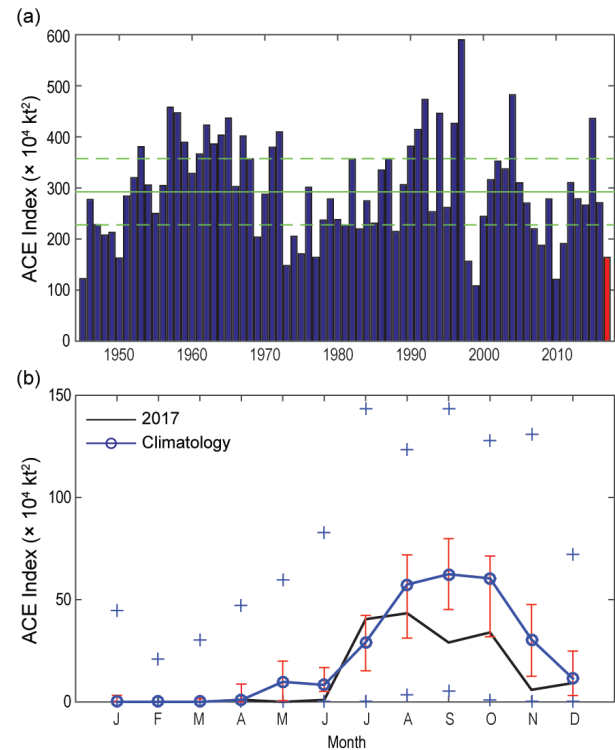 (a)
600
500
400
300
200
100
0
ACE Index (× 10⁴ kt²)
1950 1960 1970 1980 1990 2000 2010
(b)
150
100
50
0
ACE Index (× 10⁴ kt²)
2017
Climatology
J F M A M J J A S O N D
Month